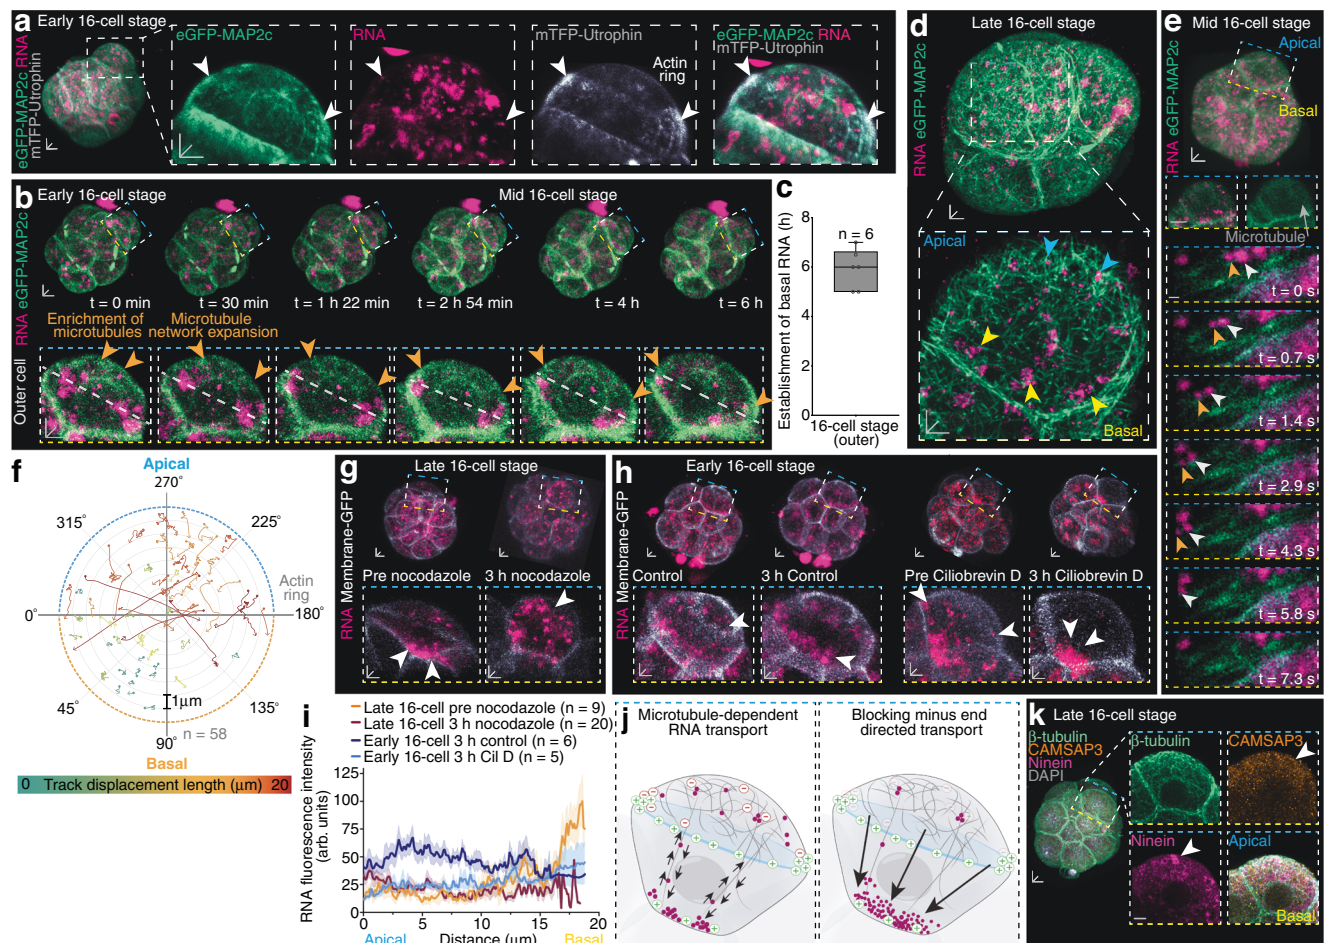 a
Early 16-cell stage
eGFP-MAP2c RNA
mTFP-Utrophin
eGFP-MAP2c
RNA
mTFP-Utrophin
Actin
ring
eGFP-MAP2c RNA
mTFP-Utrophin
b
Early 16-cell stage
Mid 16-cell stage
RNA eGFP-MAP2c
t = 0 min
t = 30 min
t = 1 h 22 min
t = 2 h 54 min
t = 4 h
t = 6 h
Enrichment of
microtubules
Microtubule
network expansion
Outer cell
c
Establishment of basal RNA (h)
8
6
4
2
0
n = 6
16-cell stage
(outer)
d
Late 16-cell stage
RNA eGFP-MAP2c
Apical
Basal
e
Mid 16-cell stage
RNA eGFP-MAP2c
Apical
Basal
Microtubule
t = 0 s
t = 0.7 s
t = 1.4 s
t = 2.9 s
t = 4.3 s
t = 5.8 s
t = 7.3 s
f
Apical
270°
315°
225°
0°
Actin
ring
180°
45°
135°
1µm
90°
n = 58
Basal
0 Track displacement length (µm) 20
g
Late 16-cell stage
RNA Membrane-GFP
Pre nocodazole
3 h nocodazole
h
Early 16-cell stage
RNA Membrane-GFP
Control
3 h Control
Pre Ciliobrevin D
3 h Ciliobrevin D
i
Late 16-cell pre nocodazole (n = 9)
Late 16-cell 3 h nocodazole (n = 20)
Early 16-cell 3 h control (n = 6)
Early 16-cell 3 h Cil D (n = 5)
RNA fluorescence intensity
(arb. units)
125
100
75
50
25
0
0 5 10 15 20
Apical Distance (µm) Basal
j
Microtubule-dependent
RNA transport
Blocking minus end
directed transport
k
Late 16-cell stage
β-tubulin
CAMSAP3
Ninein
DAPI
β-tubulin
CAMSAP3
Ninein
Apical
Basal